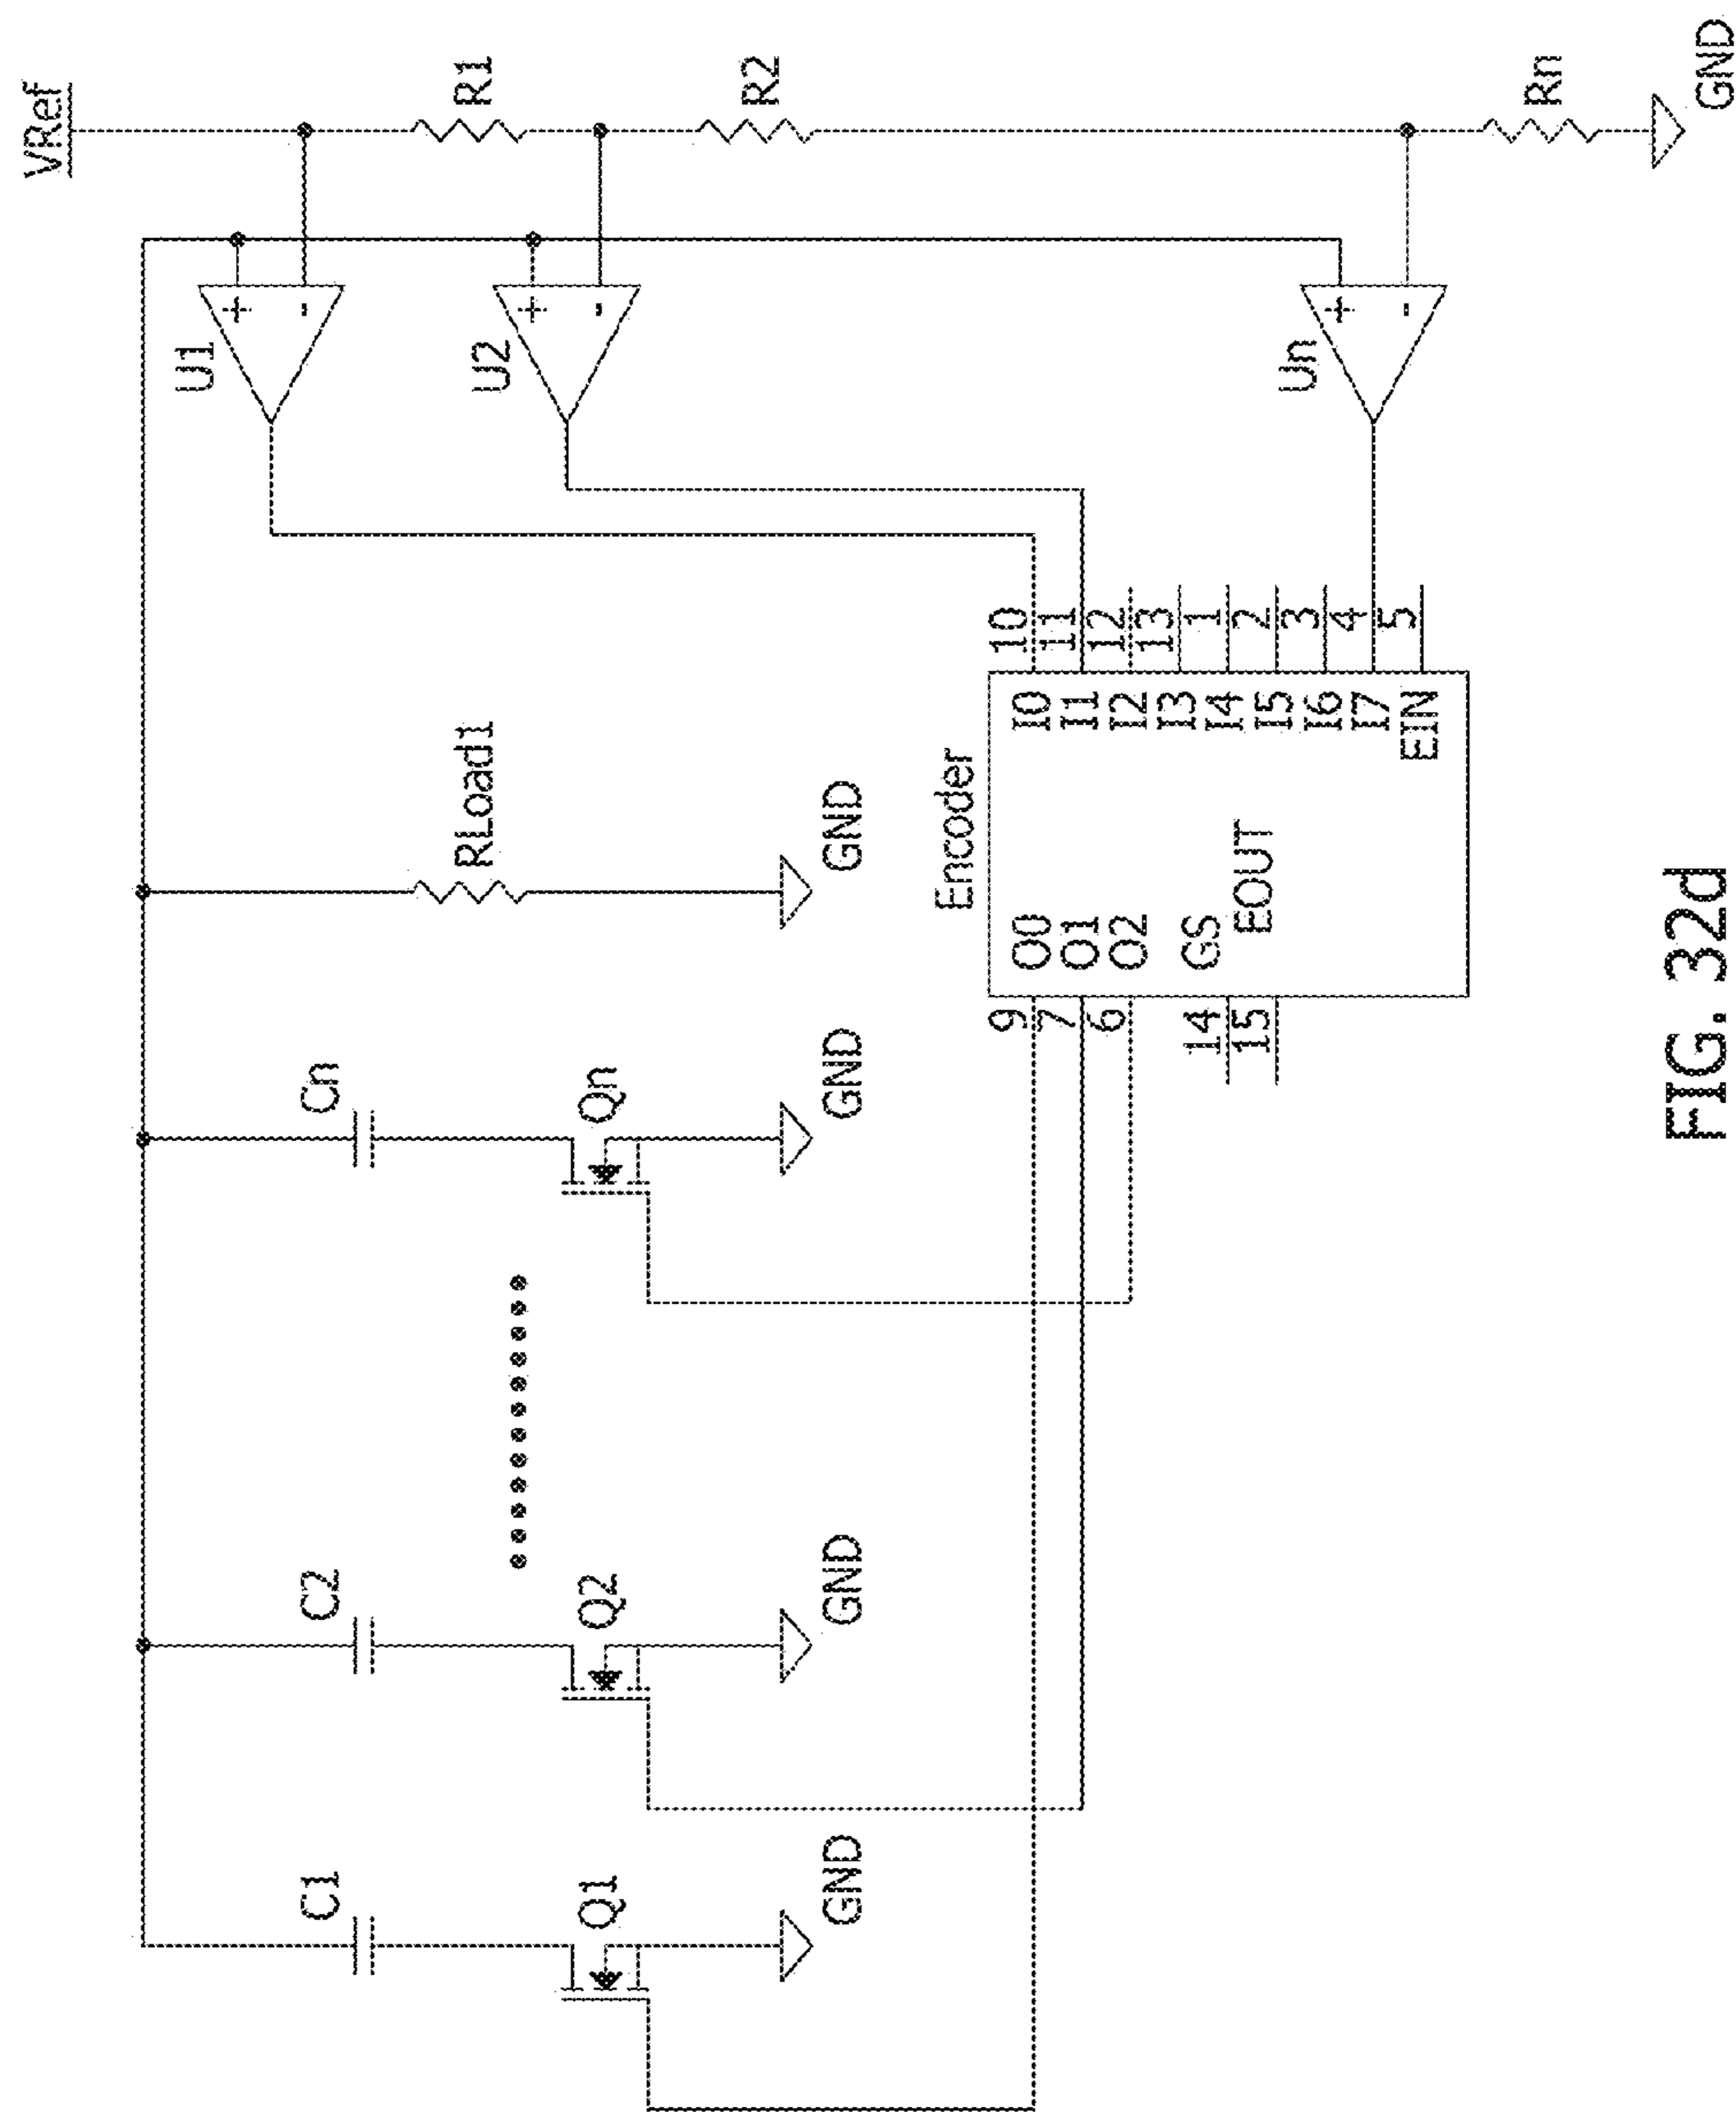 VRef
U1
C1
C2
Cn
RLoad1
U2
R1
Q1
Q2
Qn
R2
GND
GND
GND
GND
Encoder
9 O0 I0 10
7 O1 I1 11
6 O2 I2 12
I3 13
14 GS I4 1
15 EOUT I5 2
I6 3
I7 4
EIN 5
+
-
+
-
Un
+
-
Rn
GND
FIG. 32d